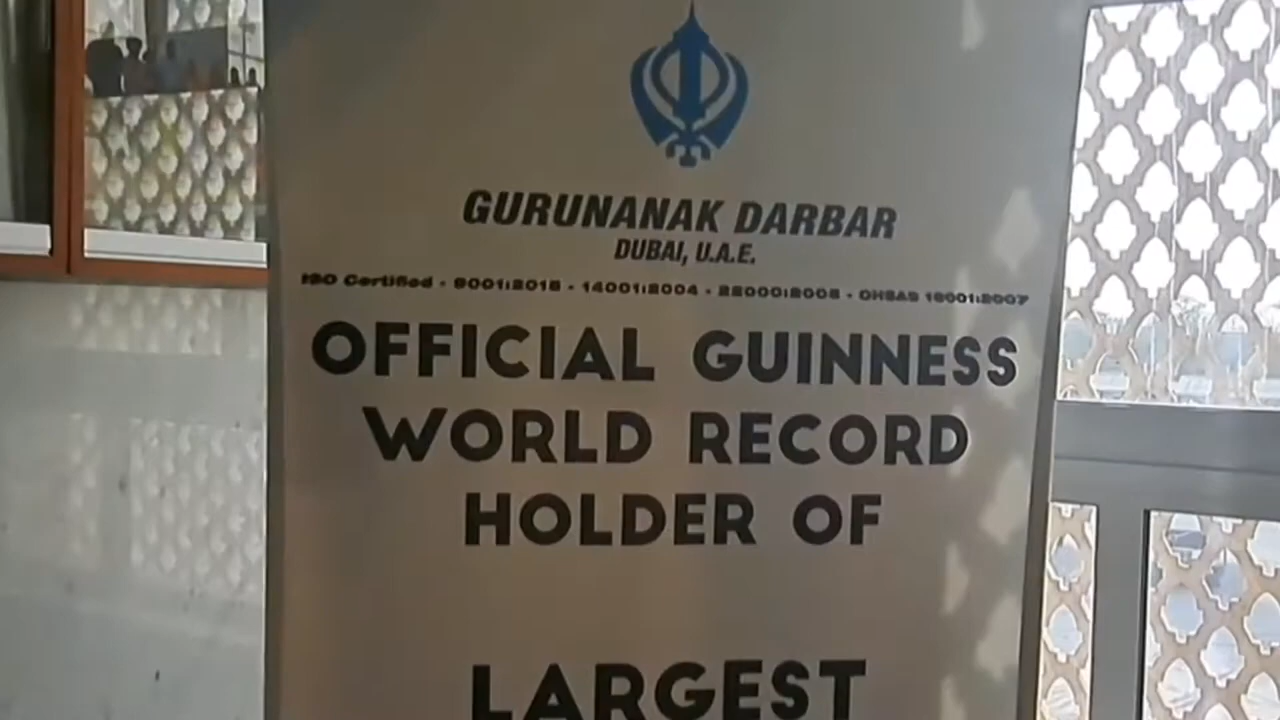 GURUNANAK DARBAR
DUBAI, U.A.E.
ISO Certified - 9001:2015 - 14001:2004 - 22000:2005 - OHSAS 18001:2007
OFFICIAL GUINNESS
WORLD RECORD
HOLDER OF
LARGEST